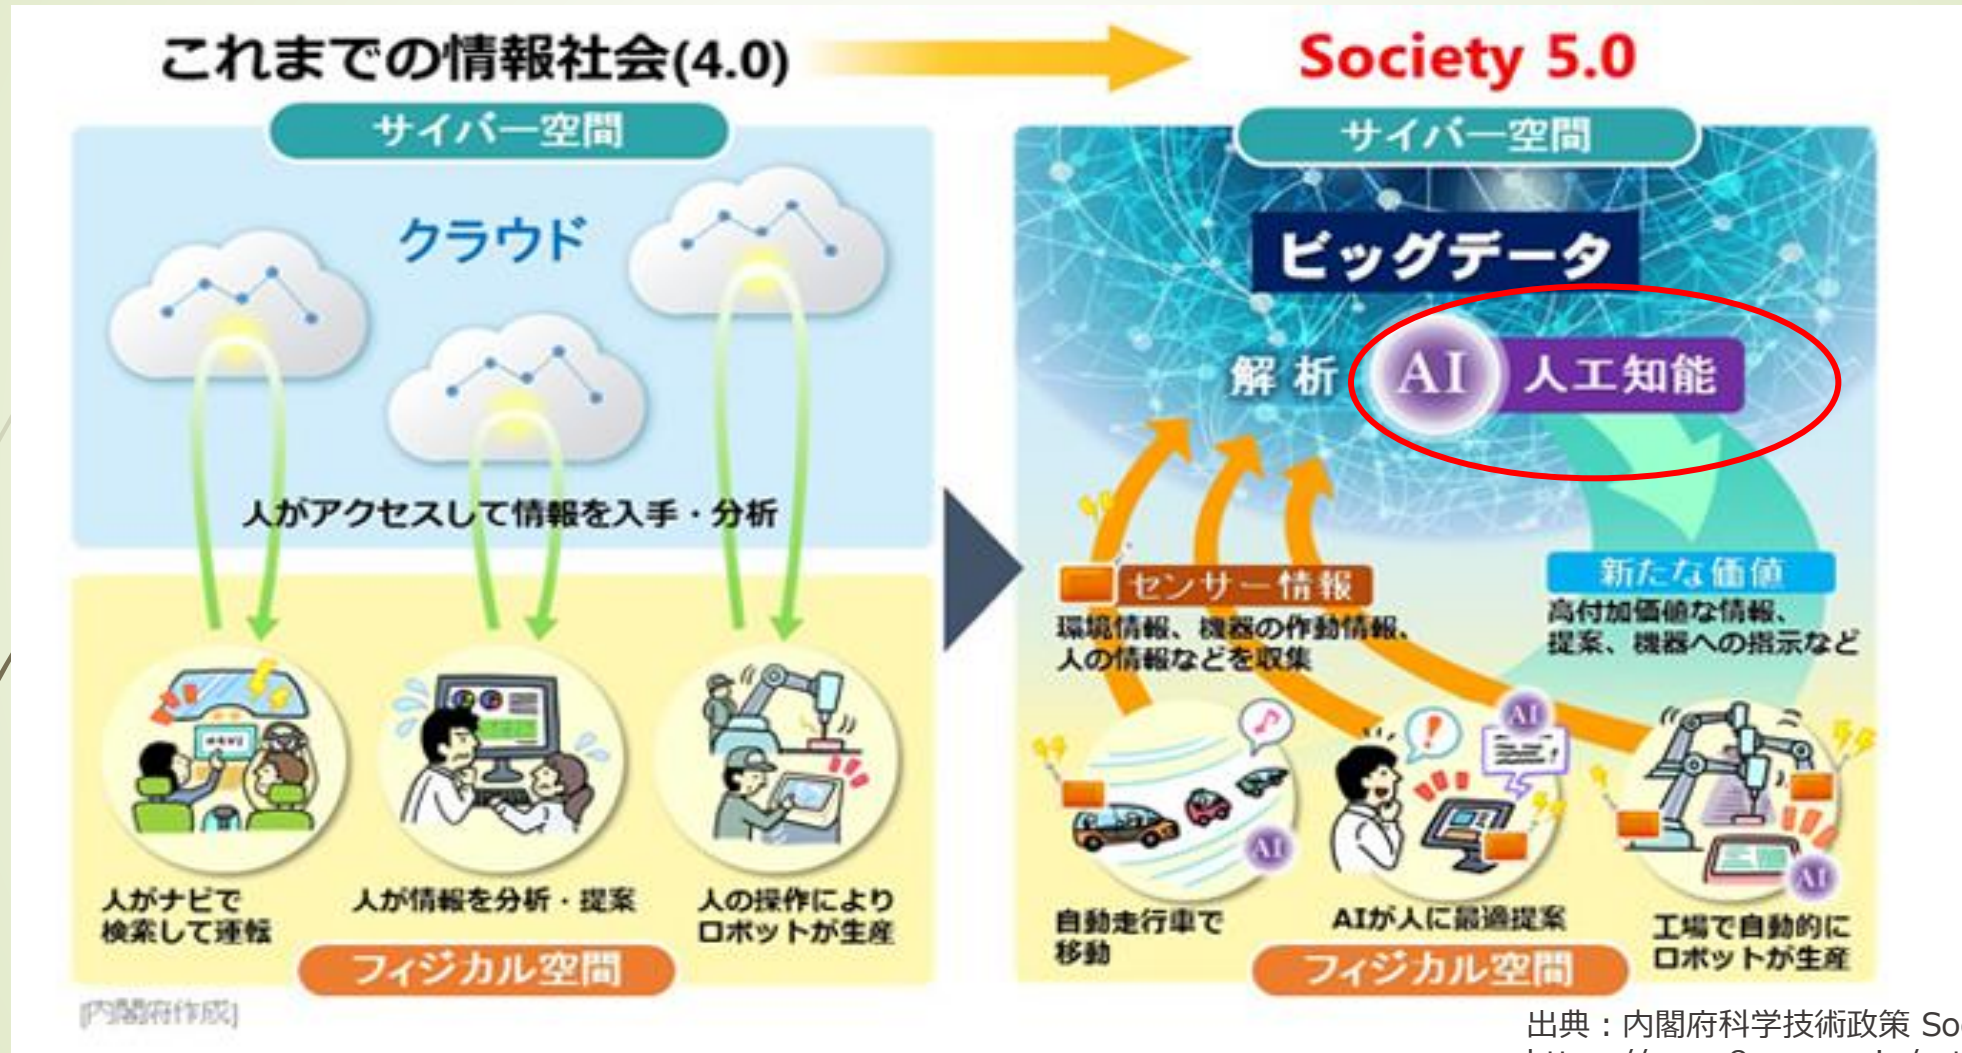 これまでの情報社会(4.0)
Society 5.0
サイバー空間
クラウド
人がアクセスして情報を入手・分析
人がナビで
検索して運転
人が情報を分析・提案
人の操作により
ロボットが生産
フィジカル空間
[内閣府作成]
サイバー空間
ビッグデータ
解析
AI
人工知能
センサー情報
環境情報、機器の作動情報、
人の情報などを収集
新たな価値
高付加価値な情報、
提案、機器への指示など
AI
AI
AI
自動走行車で
移動
AIが人に最適提案
工場で自動的に
ロボットが生産
フィジカル空間
出典：内閣府科学技術政策